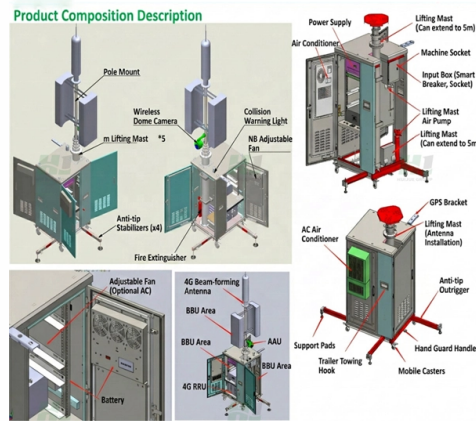 Product Composition Description
Pole Mount
m Lifting Mast
*5
Wireless
Dome Camera
Collision
Warning Light
NB Adjustable
Fan
Anti-tip
Stabilizers (x4)
Fire Extinguisher
Power Supply
Air Conditioner
Lifting Mast
(Can extend to 5m)
Machine Socket
Input Box (Smart
Breaker, Socket)
Lifting Mast
Air Pump
Lifting Mast
(Can extend to 5m
Adjustable Fan
(Optional AC)
Battery
4G Beam-forming
Antenna
BBU Area
BBU Area
AAU
BBU Area
4G RRU
GPS Bracket
AC Air
Conditioner
Lifting Mast
(Antenna
Installation)
Anti-tip
Outrigger
Support Pads
Trailer Towing
Hook
Hand Guard Handle
Mobile Casters